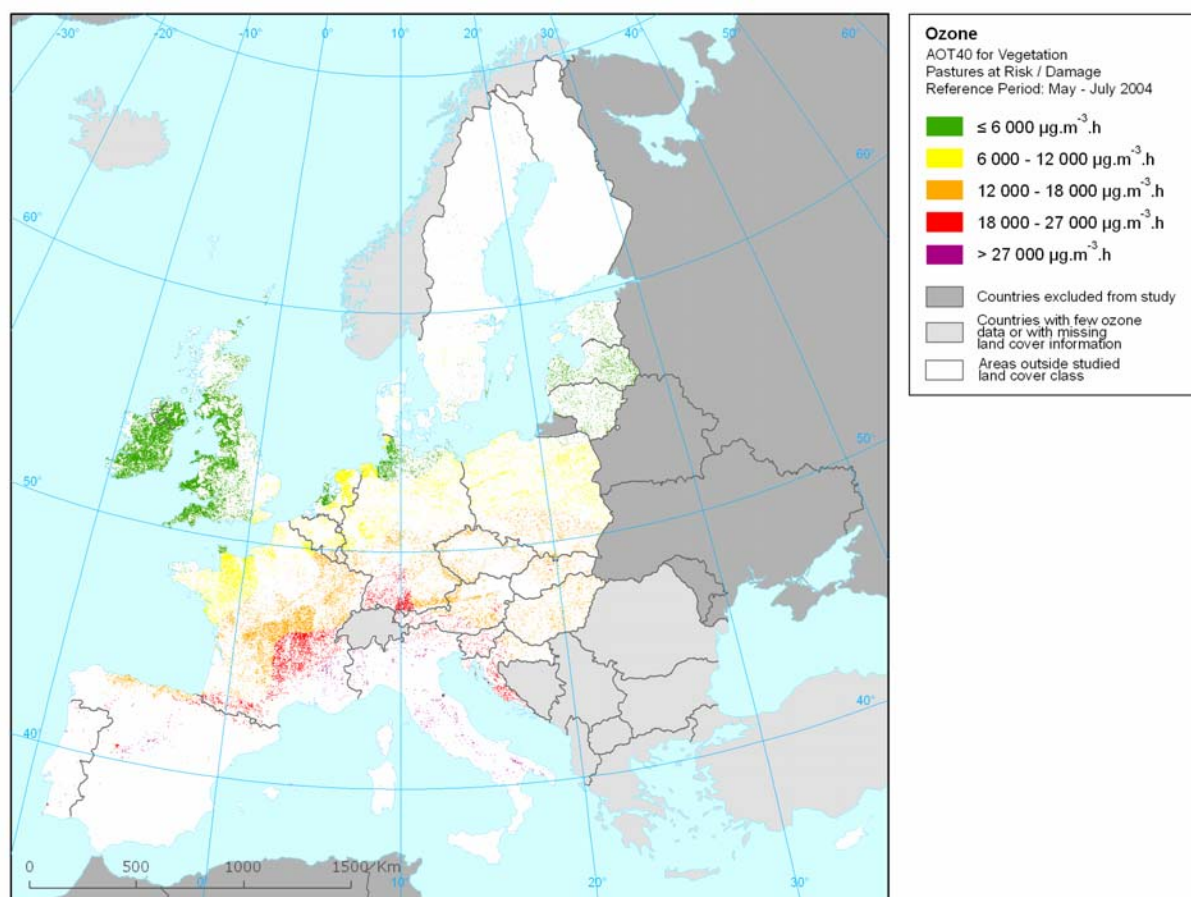 -30°
-20°
-10°
0°
10°
20°
30°
40°
50°
60°
60°
60°
50°
50°
40°
40°
0
500
1000
1500 Km
0°
10°
20°
30°
Ozone
AOT40 for Vegetation
Pastures at Risk / Damage
Reference Period: May - July 2004
≤ 6 000 µg.m⁻³.h
6 000 - 12 000 µg.m⁻³.h
12 000 - 18 000 µg.m⁻³.h
18 000 - 27 000 µg.m⁻³.h
> 27 000 µg.m⁻³.h
Countries excluded from study
Countries with few ozone
data or with missing
land cover information
Areas outside studied
land cover class